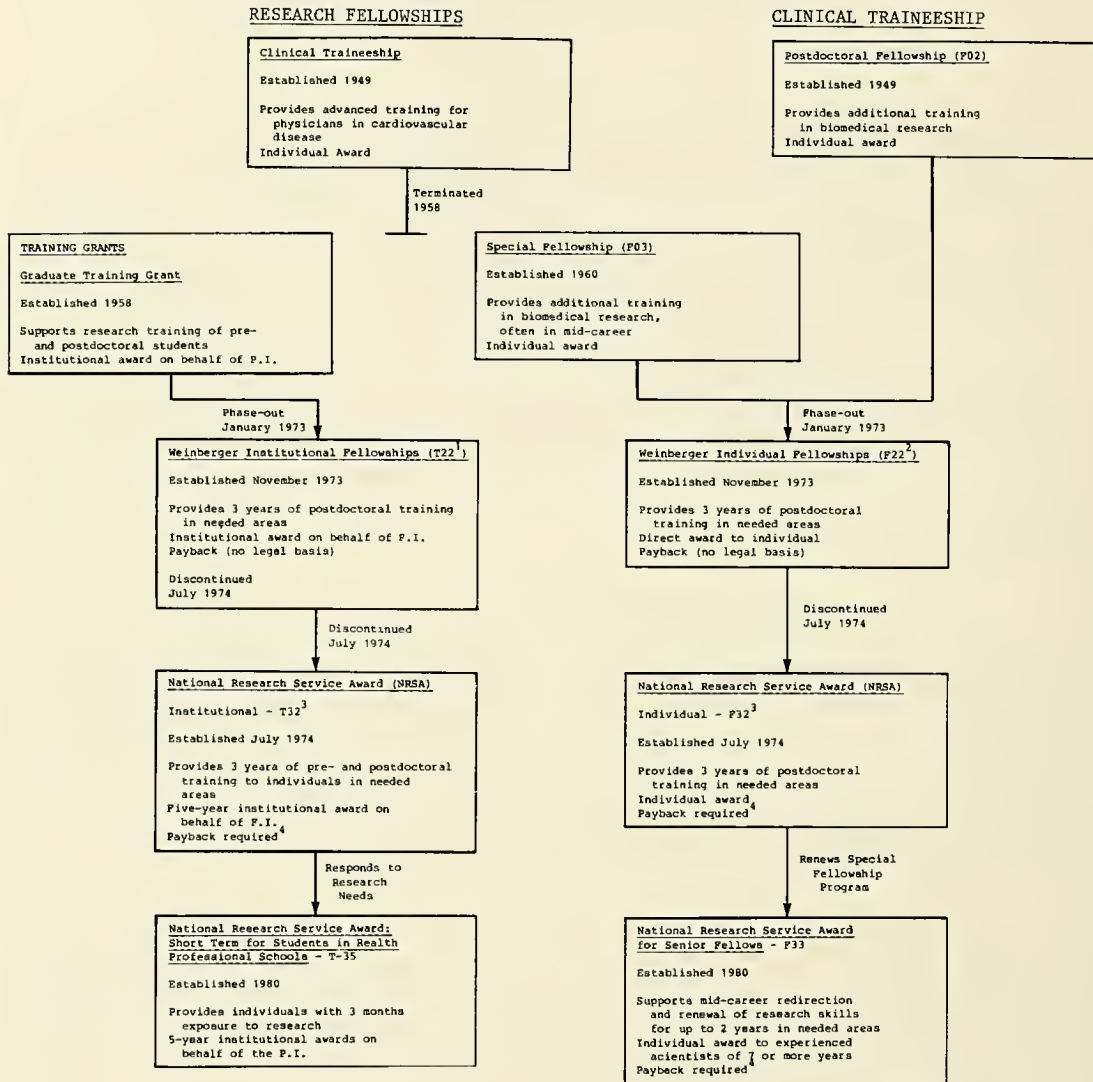 RESEARCH FELLOWSHIPS
CLINICAL TRAINEESHIP
Clinical Traineeship
Established 1949
Provides advanced training for
physicians in cardiovascular
disease
Individual Award
Terminated
1958
Postdoctoral Fellowship (F02)
Established 1949
Provides additional training
in biomedical research
Individual award
TRAINING GRANTS
Graduate Training Grant
Established 1958
Supports research training of pre-
and postdoctoral students
Institutional award on behalf of P.I.
Special Fellowship (F03)
Established 1960
Provides additional training
in biomedical research,
often in mid-career
Individual award
Phase-out
January 1973
Phase-out
January 1973
Weinberger Institutional Fellowships (T22¹)
Established November 1973
Provides 3 years of postdoctoral training
in needed areas
Institutional award on behalf of P.I.
Payback (no legal basis)
Discontinued
July 1974
Weinberger Individual Fellowships (F22²)
Established November 1973
Provides 3 years of postdoctoral
training in needed areas
Direct award to individual
Payback (no legal basis)
Discontinued
July 1974
Discontinued
July 1974
National Research Service Award (NRSA)
Institutional - T32³
Established July 1974
Provides 3 years of pre- and postdoctoral
training to individuals in needed
areas
Five-year institutional award on
behalf of P.I.
Payback required⁴
National Research Service Award (NRSA)
Individual - F32³
Established July 1974
Provides 3 years of postdoctoral
training in needed areas
Individual award
Payback required⁴
Responds to
Research
Needs
Renews Special
Fellowship
Program
National Research Service Award:
Short Term for Students in Health
Professional Schools - T-35
Established 1980
Provides individuals with 3 months
exposure to research
5-year institutional awards on
behalf of the P.I.
National Research Service Award
for Senior Fellows - F33
Established 1980
Supports mid-career redirection
and renewal of research skills
for up to 2 years in needed areas
Individual award to experienced
scientists of 7 or more years
Payback required⁴